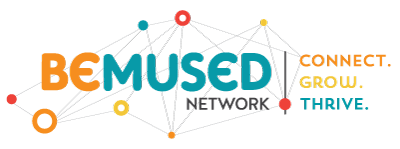 BEMUSED
NETWORK
CONNECT.
GROW.
THRIVE.